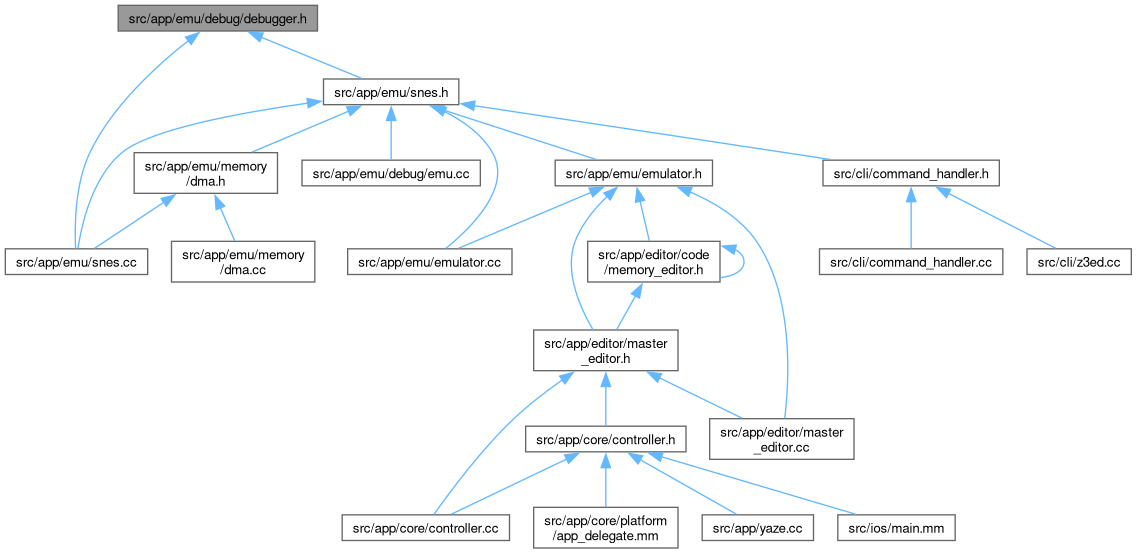 src/app/emu/debug/debugger.h
src/app/emu/snes.h
src/app/emu/memory
/dma.h
src/app/emu/debug/emu.cc
src/app/emu/emulator.h
src/cli/command_handler.h
src/app/emu/snes.cc
src/app/emu/memory
/dma.cc
src/app/emu/emulator.cc
src/app/editor/code
/memory_editor.h
src/cli/command_handler.cc
src/cli/z3ed.cc
src/app/editor/master
_editor.h
src/app/core/controller.h
src/app/editor/master
_editor.cc
src/app/core/controller.cc
src/app/core/platform
/app_delegate.mm
src/app/yaze.cc
src/ios/main.mm